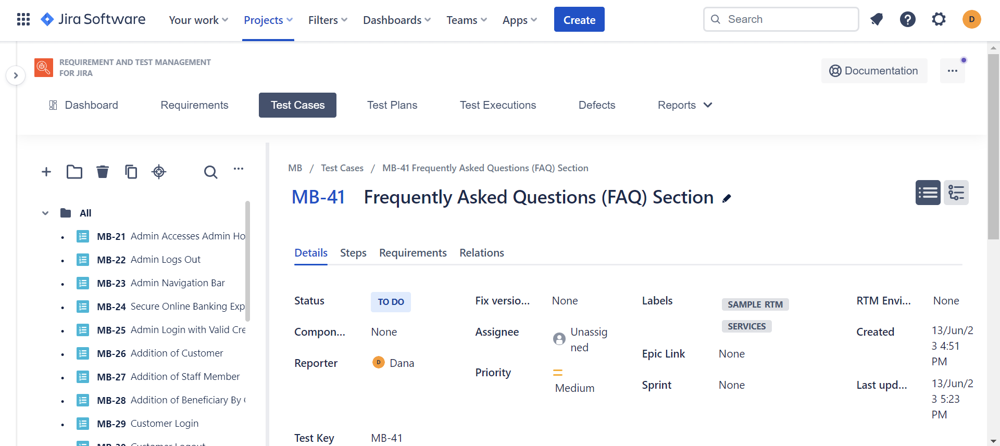 Jira Software
Your work
Projects
Filters
Dashboards
Teams
Apps
Create
Search
D
REQUIREMENT AND TEST MANAGEMENT
FOR JIRA
Documentation
Dashboard
Requirements
Test Cases
Test Plans
Test Executions
Defects
Reports
MB / Test Cases / MB-41 Frequently Asked Questions (FAQ) Section
MB-41 Frequently Asked Questions (FAQ) Section
All
MB-21 Admin Accesses Admin Ho
MB-22 Admin Logs Out
MB-23 Admin Navigation Bar
MB-24 Secure Online Banking Exp
MB-25 Admin Login with Valid Cre
MB-26 Addition of Customer
MB-27 Addition of Staff Member
MB-28 Addition of Beneficiary By
MB-29 Customer Login
MB-30 Customer Logout
Details
Steps
Requirements
Relations
Status
TO DO
Compon...
None
Reporter
D
Dana
Test Key
MB-41
Fix versio...
None
Assignee
Unassig
ned
Priority
Medium
Labels
SAMPLE RTM
SERVICES
Epic Link
None
Sprint
None
RTM Envi...
None
Created
13/Jun/2
3 4:51
PM
Last upd...
13/Jun/2
3 5:23
PM